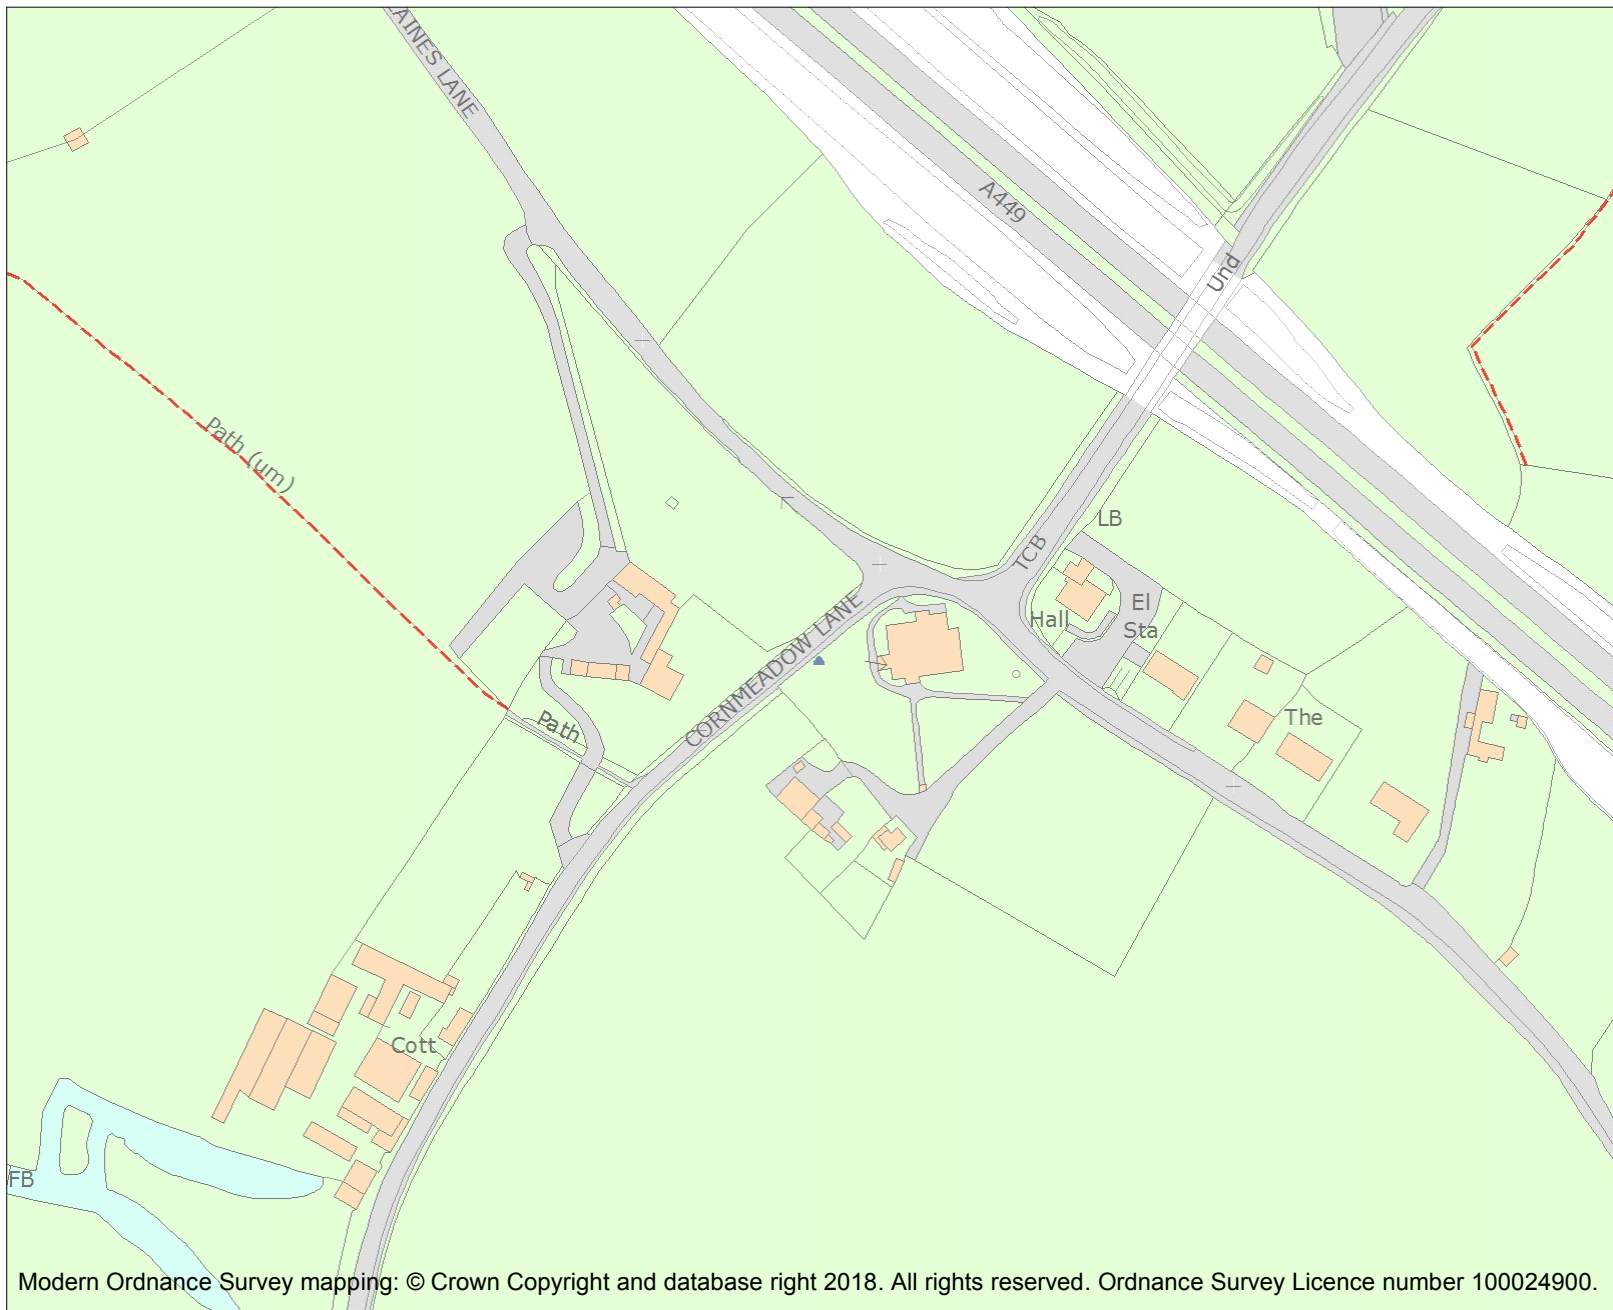 AINES LANE
A449
Und
Path (um)
LB
TCB
El
Sta
Hall
CORNMEADOW LANE
The
Path
Cott
FB
Modern Ordnance Survey mapping: © Crown Copyright and database right 2018. All rights reserved. Ordnance Survey Licence number 100024900.